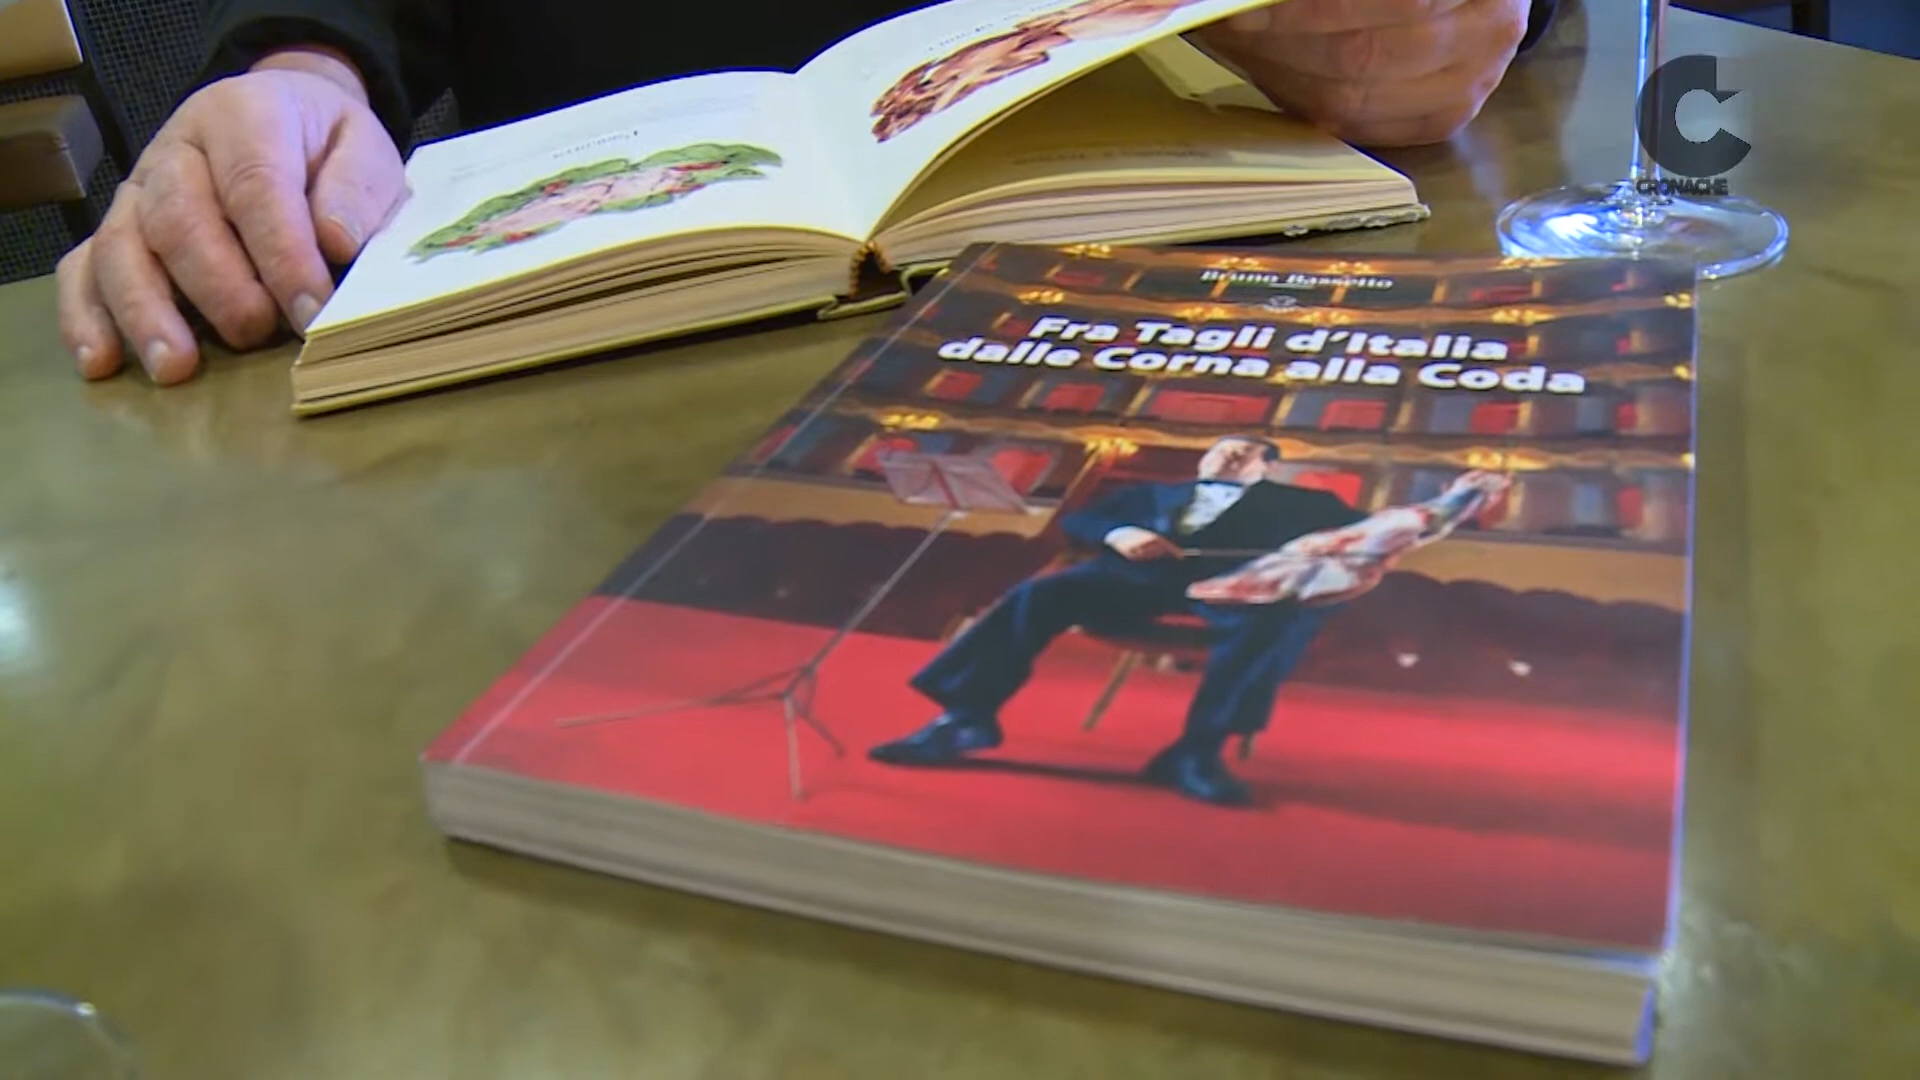 CRONACHE
Bruno Bassetto
Fra Tagli d'Italia
dalle Corna alla Coda